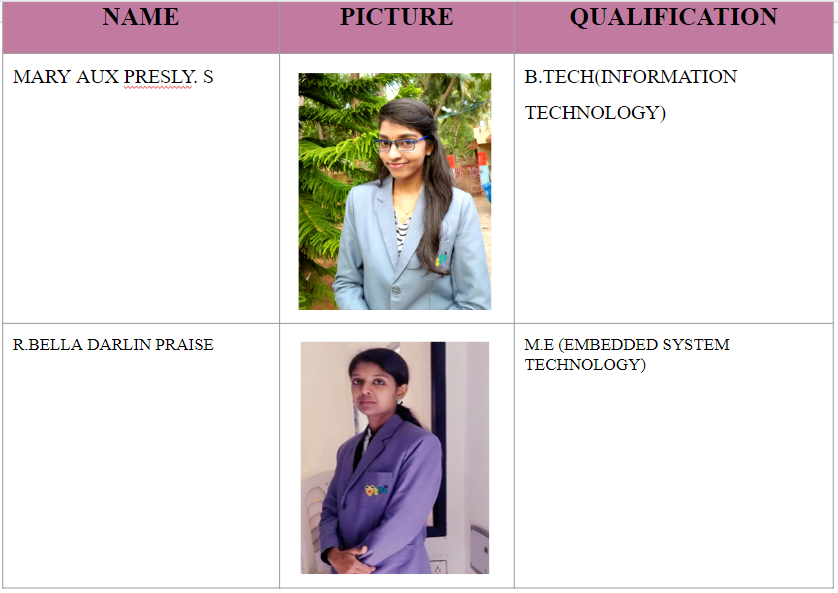 NAME PICTURE QUALIFICATION
MARY AUX PRESLY. S B.TECH(INFORMATION
TECHNOLOGY)
R.BELLA DARLIN PRAISE M.E (EMBEDDED SYSTEM
TECHNOLOGY)